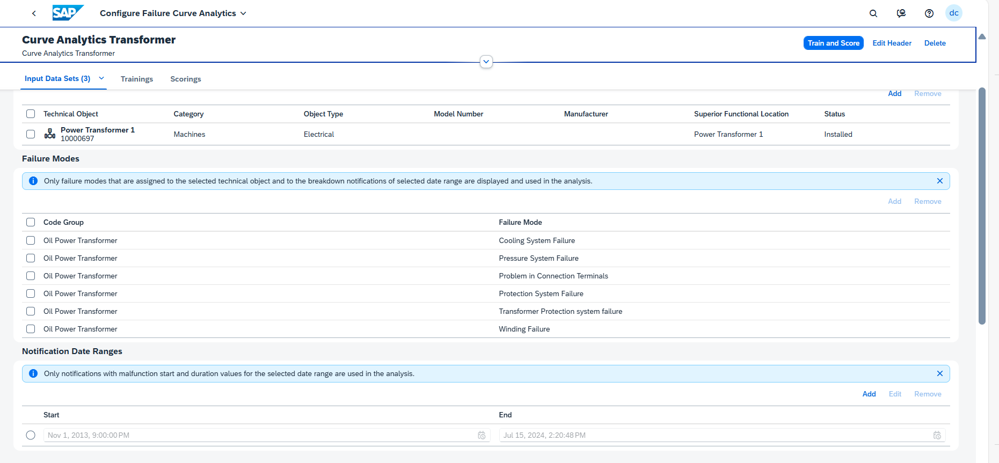 SAP Configure Failure Curve Analytics dc
Curve Analytics Transformer
Train and Score Edit Header Delete
Curve Analytics Transformer
Input Data Sets (3) Trainings Scorings
Add Remove
Technical Object Category Object Type Model Number Manufacturer Superior Functional Location Status
Power Transformer 1
10000697
Machines Electrical Power Transformer 1 Installed
Failure Modes
Only failure modes that are assigned to the selected technical object and to the breakdown notifications of selected date range are displayed and used in the analysis.
Add Remove
Code Group Failure Mode
Oil Power Transformer Cooling System Failure
Oil Power Transformer Pressure System Failure
Oil Power Transformer Problem in Connection Terminals
Oil Power Transformer Protection System Failure
Oil Power Transformer Transformer Protection system failure
Oil Power Transformer Winding Failure
Notification Date Ranges
Only notifications with malfunction start and duration values for the selected date range are used in the analysis.
Add Edit Remove
Start End
Nov 1, 2013, 9:00:00 PM Jul 15, 2024, 2:20:48 PM